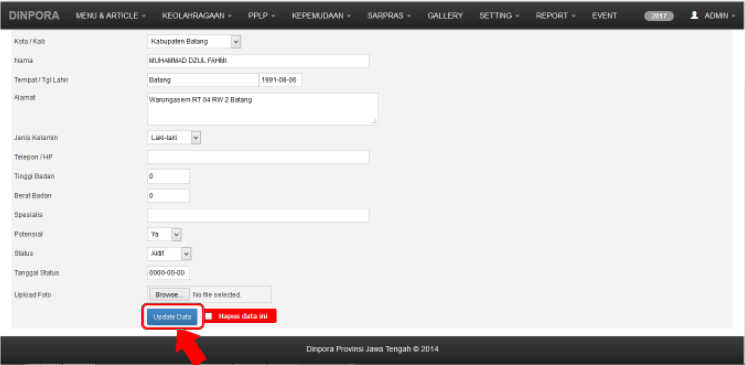 DINPORA MENU & ARTICLE KEOLAHRAGAAN PPLP KEPEMUDAAN SARPRAS GALLERY SETTING REPORT EVENT 2017 ADMIN
Kota / Kab Kabupaten Batang
Nama MUHAMMAD DZUL FAHMI
Tempat / Tgl Lahir Batang 1991-08-06
Alamat Warungasem RT 04 RW 2 Batang
Jenis Kelamin Laki-laki
Telepon / HP
Tinggi Badan 0
Berat Badan 0
Spesialis
Potensial Ya
Status Aktif
Tanggal Status 0000-00-00
Upload Foto Browse... No file selected.
Update Data Hapus data ini
Dinpora Provinsi Jawa Tengah © 2014